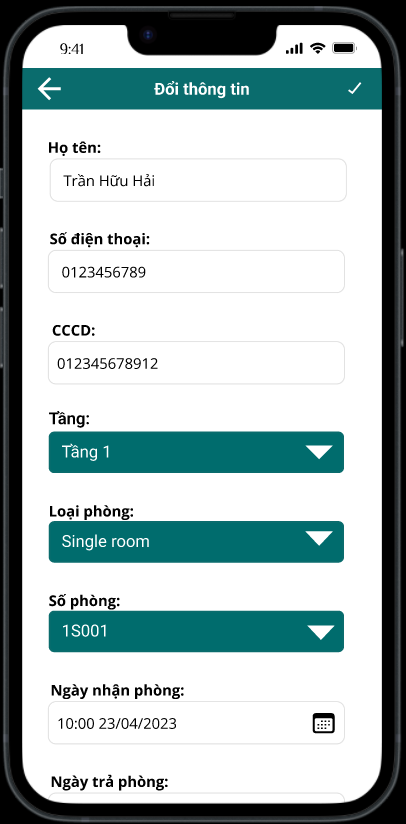 9:41
Đổi thông tin
Họ tên:
Trần Hữu Hải
Số điện thoại:
0123456789
CCCD:
012345678912
Tầng:
Tầng 1
Loại phòng:
Single room
Số phòng:
1S001
Ngày nhận phòng:
10:00 23/04/2023
Ngày trả phòng: